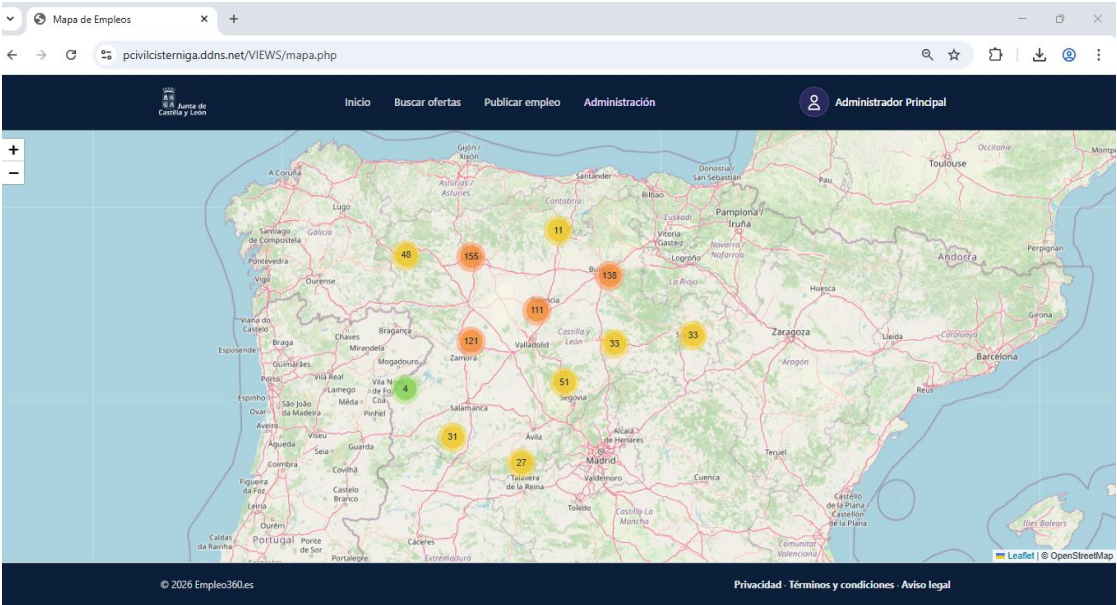 Mapa de Empleos
pcivilcisterniga.ddns.net/VIEWS/mapa.php
Junta de
Castilla y León
Inicio
Buscar ofertas
Publicar empleo
Administración
Administrador Principal
+
−
Gijón /
Xixón
A Coruña
Asturias /
Asturies
Santander
Cantabria
Bilbao
Donostia /
San Sebastián
Pau
Toulouse
Occitanie
Lugo
Euskadi
Pamplona /
Iruña
Santiago
de Compostela
Galicia
11
Vitoria-
Gasteiz
Navarra /
Nafarroa
48
155
Logroño
Andorra
Perpignan
Pontevedra
Vigo
Ourense
138
La Rioja
Huesca
111
Girona
Viana do
Castelo
Chaves
Bragança
Castilla y
León
33
33
Zaragoza
Lleida
Catalunya
Esposende
Braga
Mirandela
121
Zamora
Valladolid
Barcelona
Guimarães
Mogadouro
Aragón
Porto
Vila Real
4
51
Segovia
Reus
Espinho
Lamego
São João
da Madeira
Mêda
Coa
Ovar
Pinhel
Salamanca
Aveiro
Viseu
31
Ávila
Alcalá
de Henares
Águeda
Seia
Guarda
27
Madrid
Teruel
Coimbra
Covilhã
Talavera
de la Reina
Valdemoro
Cuenca
Figueira
da Foz
Castelo
Branco
Toledo
Castelló
de la Plana /
Castellón
de la Plana
Leiria
Castilla-La
Mancha
Illes Balears
Ourém
Caldas
da Rainha
Portugal
Ponte
de Sor
Cáceres
Comunitat
Valenciana
Portalegre
Extremadura
Leaflet | © OpenStreetMap
© 2026 Empleo360.es
Privacidad · Términos y condiciones · Aviso legal